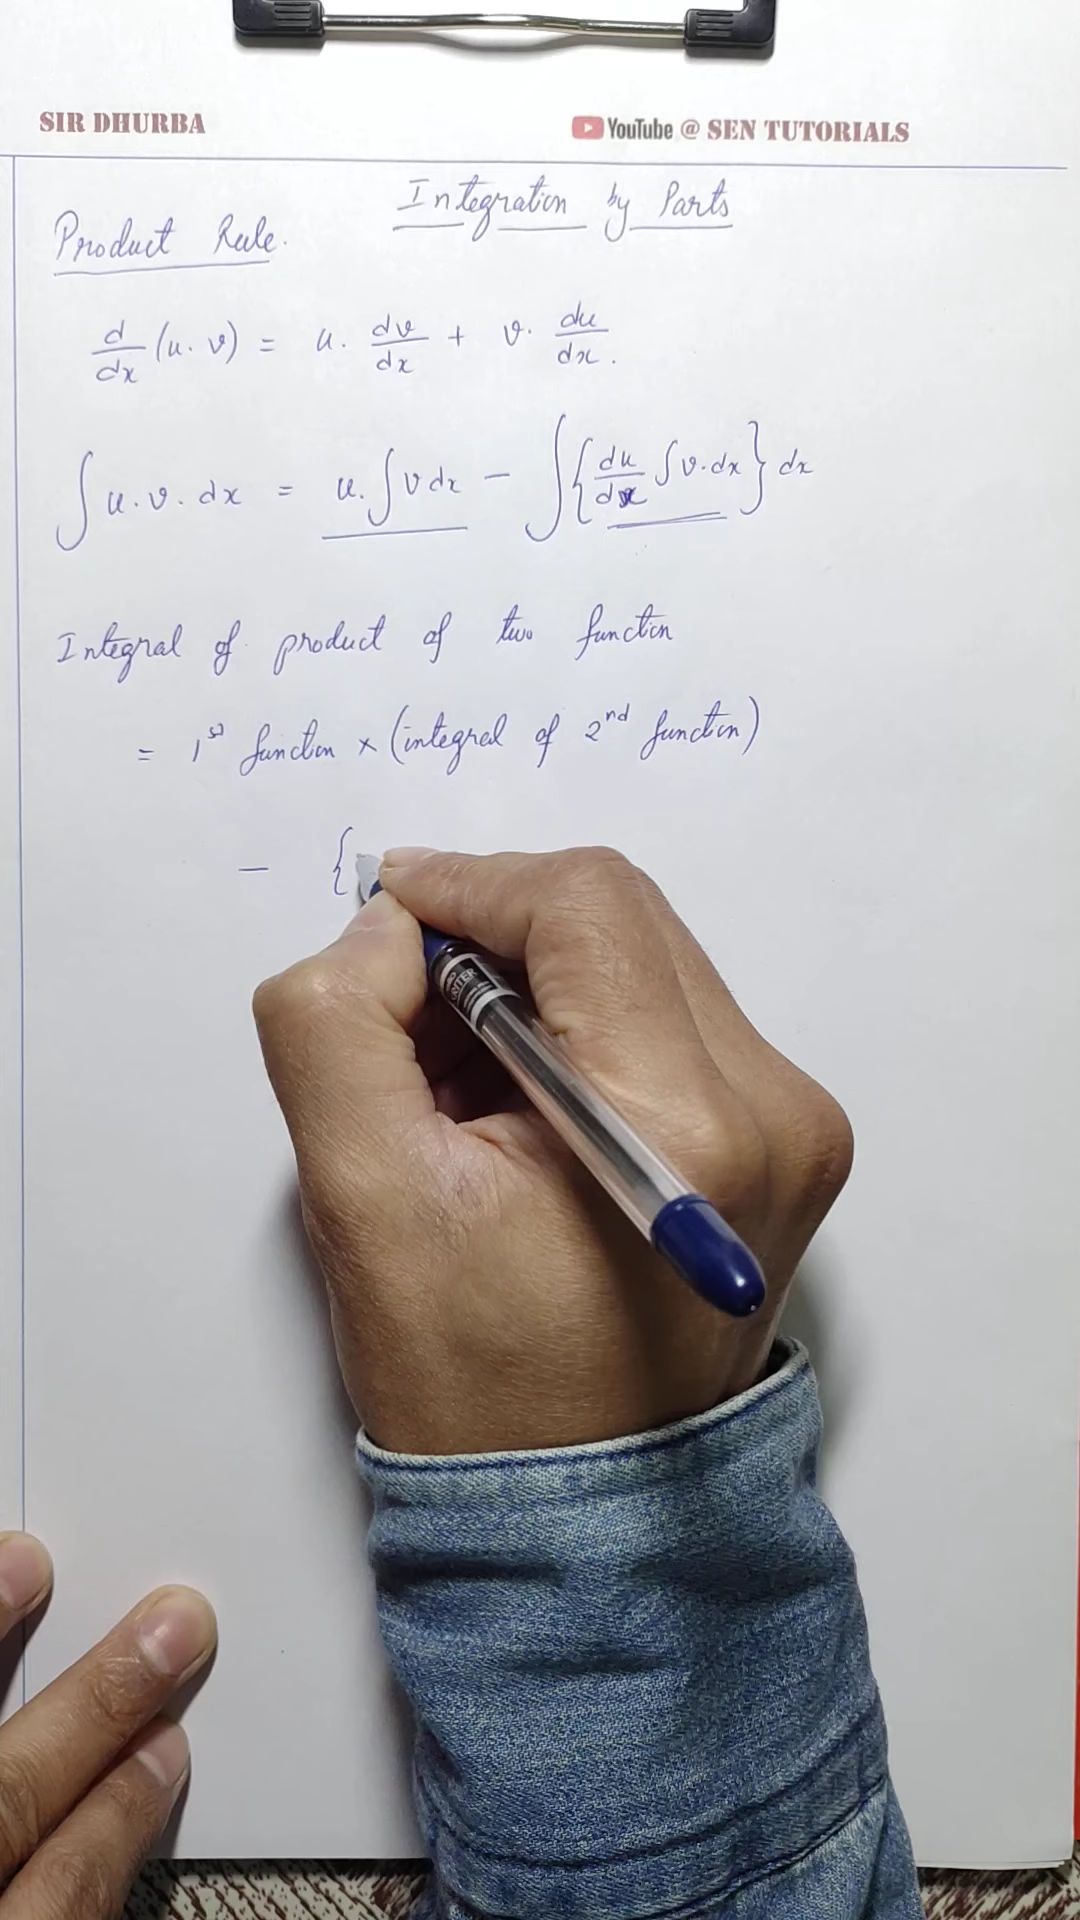 SIR DHURBA
YouTube @ SEN TUTORIALS
Integration by Parts
Product Rule.
d/dx (u. v) = u. dv/dx + v. du/dx.
∫ u. v. dx = u. ∫ v dx − ∫ { du/dx ∫ v. dx } dx
Integral of product of two function
= 1st function × (integral of 2nd function)
− {